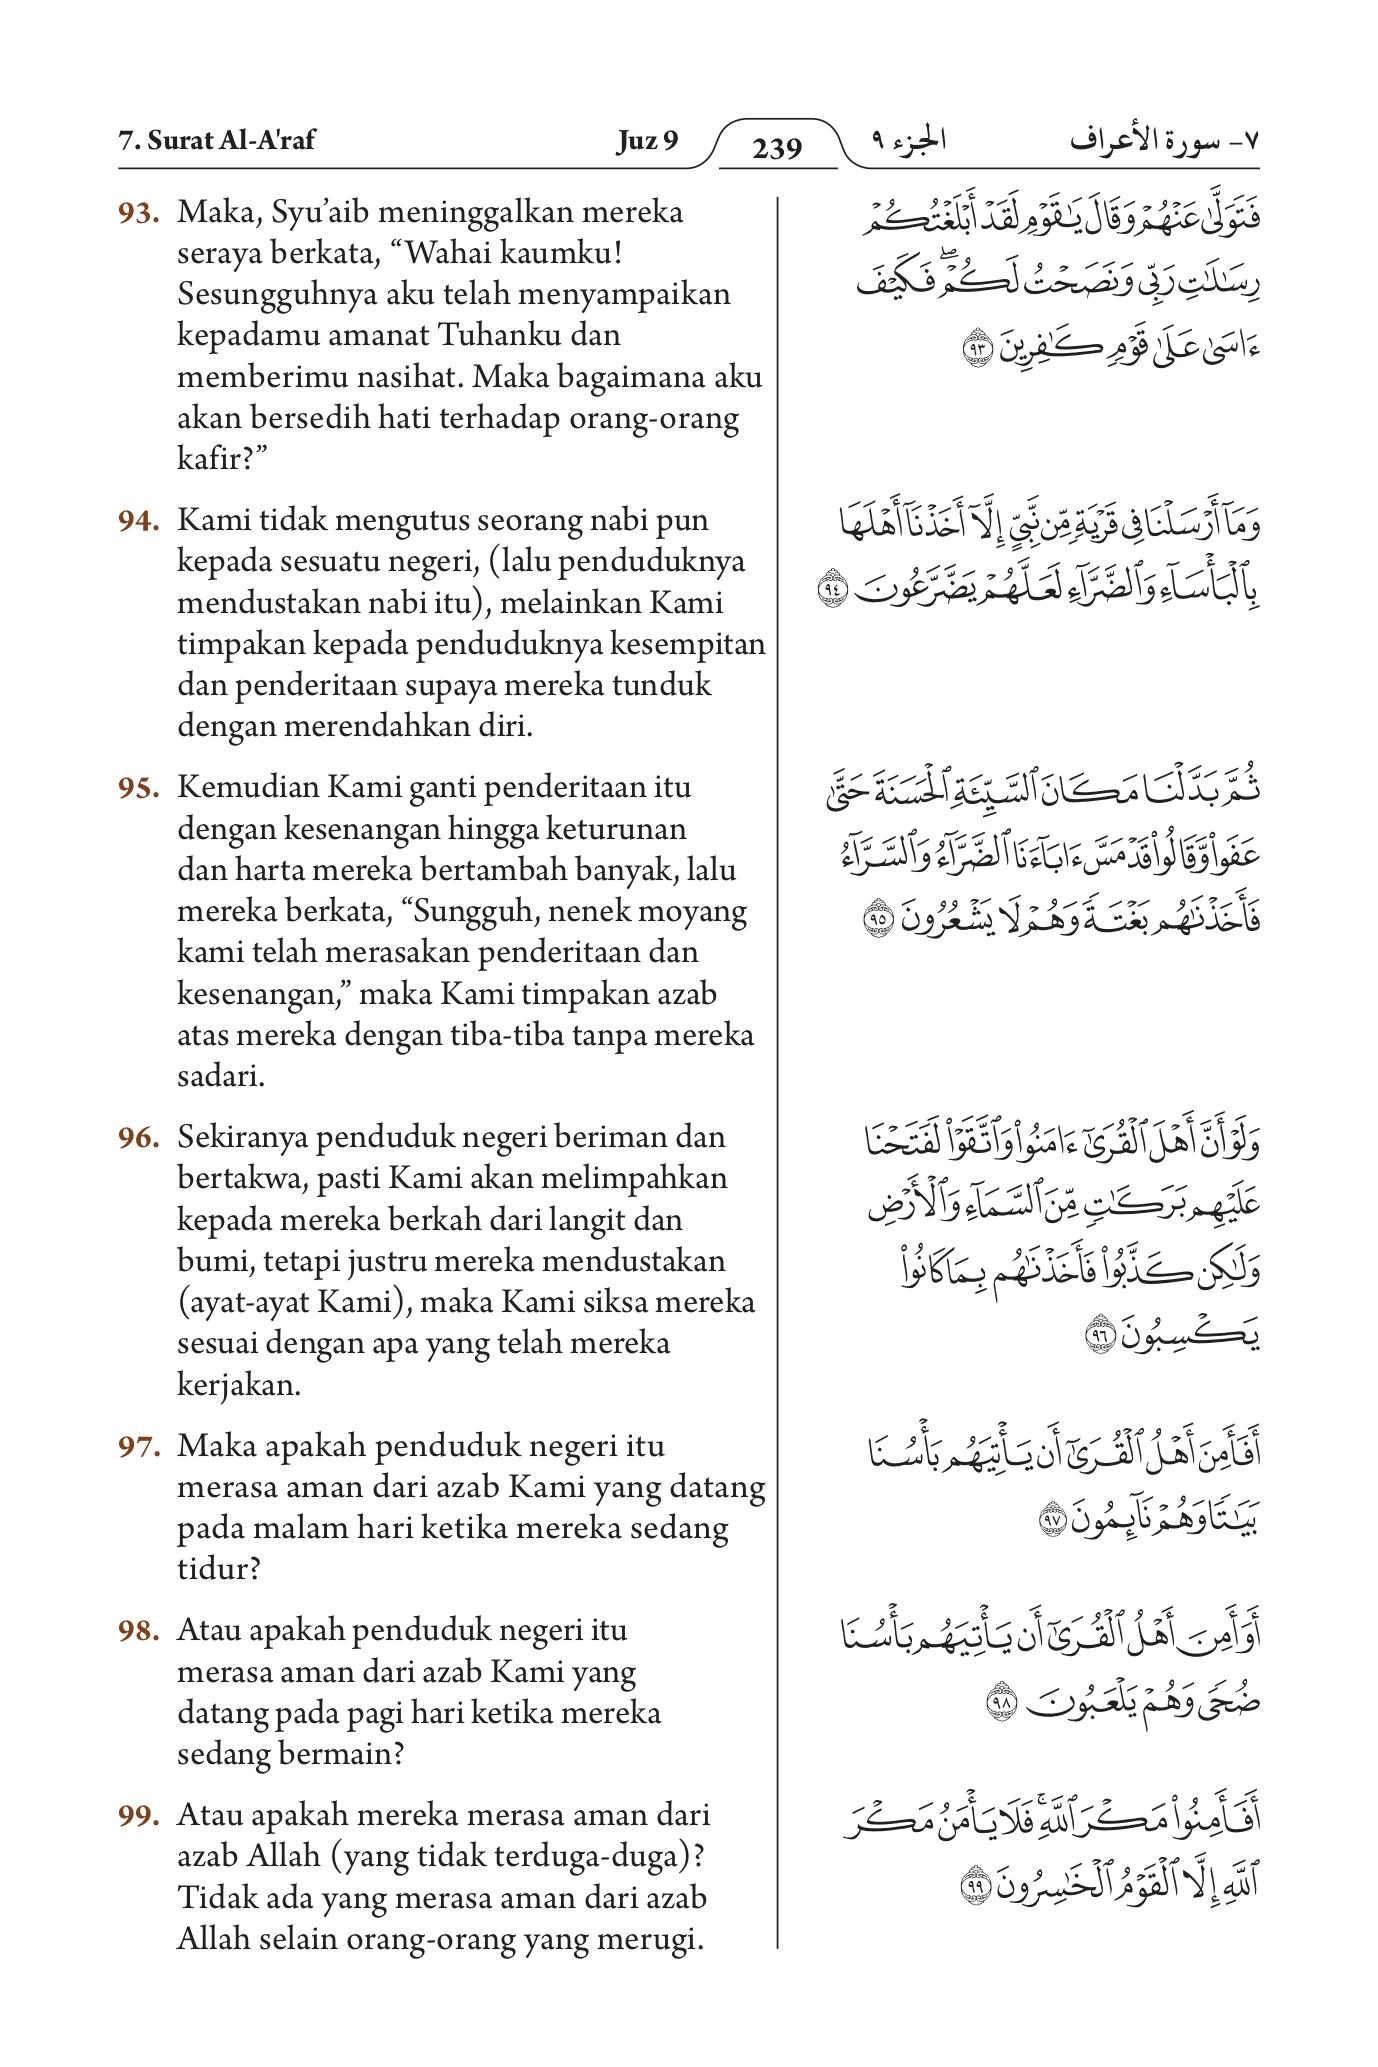 7. Surat Al-A'raf
Juz 9
239
الجزء ٩
٧- سورة الأعراف
93. Maka, Syu’aib meninggalkan mereka
seraya berkata, “Wahai kaumku!
Sesungguhnya aku telah menyampaikan
kepadamu amanat Tuhanku dan
memberimu nasihat. Maka bagaimana aku
akan bersedih hati terhadap orang-orang
kafir?”
94. Kami tidak mengutus seorang nabi pun
kepada sesuatu negeri, (lalu penduduknya
mendustakan nabi itu), melainkan Kami
timpakan kepada penduduknya kesempitan
dan penderitaan supaya mereka tunduk
dengan merendahkan diri.
95. Kemudian Kami ganti penderitaan itu
dengan kesenangan hingga keturunan
dan harta mereka bertambah banyak, lalu
mereka berkata, “Sungguh, nenek moyang
kami telah merasakan penderitaan dan
kesenangan,” maka Kami timpakan azab
atas mereka dengan tiba-tiba tanpa mereka
sadari.
96. Sekiranya penduduk negeri beriman dan
bertakwa, pasti Kami akan melimpahkan
kepada mereka berkah dari langit dan
bumi, tetapi justru mereka mendustakan
(ayat-ayat Kami), maka Kami siksa mereka
sesuai dengan apa yang telah mereka
kerjakan.
97. Maka apakah penduduk negeri itu
merasa aman dari azab Kami yang datang
pada malam hari ketika mereka sedang
tidur?
98. Atau apakah penduduk negeri itu
merasa aman dari azab Kami yang
datang pada pagi hari ketika mereka
sedang bermain?
99. Atau apakah mereka merasa aman dari
azab Allah (yang tidak terduga-duga)?
Tidak ada yang merasa aman dari azab
Allah selain orang-orang yang merugi.
فَتَوَلَّىٰ عَنْهُمْ وَقَالَ يَـٰقَوْمِ لَقَدْ أَبْلَغْتُكُمْ
رِسَـٰلَـٰتِ رَبِّى وَنَصَحْتُ لَكُمْ ۖ فَكَيْفَ
ءَاسَىٰ عَلَىٰ قَوْمٍ كَـٰفِرِينَ ٩٣
وَمَآ أَرْسَلْنَا فِى قَرْيَةٍ مِّن نَّبِىٍّ إِلَّآ أَخَذْنَآ أَهْلَهَا
بِٱلْبَأْسَآءِ وَٱلضَّرَّآءِ لَعَلَّهُمْ يَضَّرَّعُونَ ٩٤
ثُمَّ بَدَّلْنَا مَكَانَ ٱلسَّيِّئَةِ ٱلْحَسَنَةَ حَتَّىٰ
عَفَوا۟ وَّقَالُوا۟ قَدْ مَسَّ ءَابَآءَنَا ٱلضَّرَّآءُ وَٱلسَّرَّآءُ
فَأَخَذْنَـٰهُم بَغْتَةً وَهُمْ لَا يَشْعُرُونَ ٩٥
وَلَوْ أَنَّ أَهْلَ ٱلْقُرَىٰٓ ءَامَنُوا۟ وَٱتَّقَوْا۟ لَفَتَحْنَا
عَلَيْهِم بَرَكَـٰتٍ مِّنَ ٱلسَّمَآءِ وَٱلْأَرْضِ
وَلَـٰكِن كَذَّبُوا۟ فَأَخَذْنَـٰهُم بِمَا كَانُوا۟
يَكْسِبُونَ ٩٦
أَفَأَمِنَ أَهْلُ ٱلْقُرَىٰٓ أَن يَأْتِيَهُم بَأْسُنَا
بَيَـٰتًا وَهُمْ نَآئِمُونَ ٩٧
أَوَأَمِنَ أَهْلُ ٱلْقُرَىٰٓ أَن يَأْتِيَهُم بَأْسُنَا
ضُحًى وَهُمْ يَلْعَبُونَ ٩٨
أَفَأَمِنُوا۟ مَكْرَ ٱللَّهِ ۚ فَلَا يَأْمَنُ مَكْرَ
ٱللَّهِ إِلَّا ٱلْقَوْمُ ٱلْخَـٰسِرُونَ ٩٩